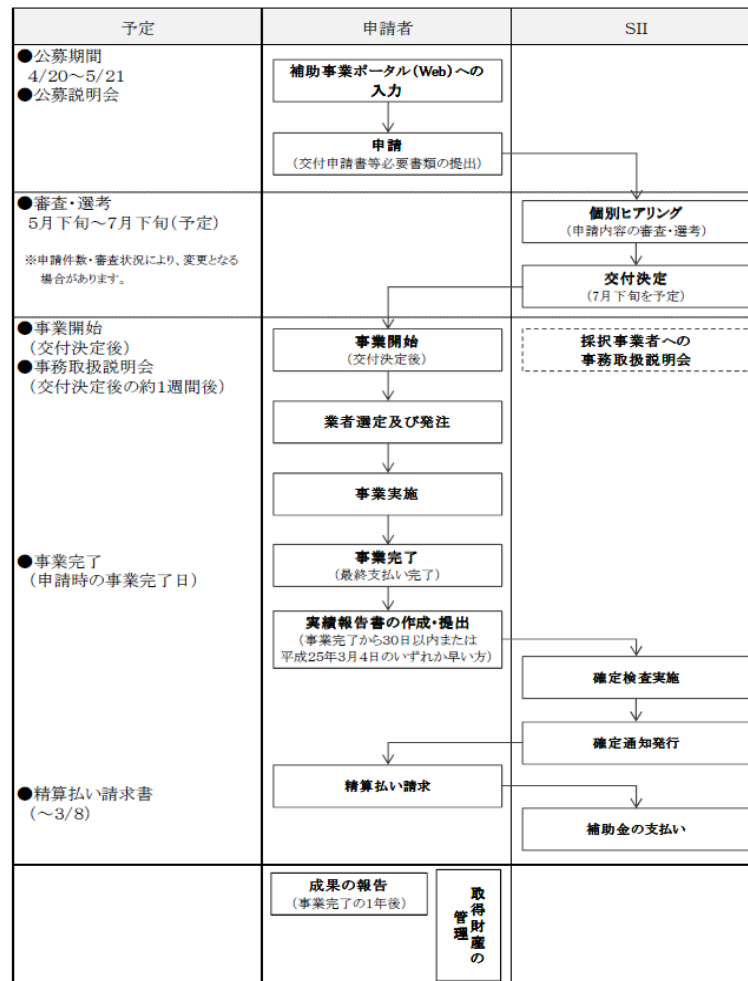 予定
申請者
SII
●公募期間
4/20～5/21
●公募説明会
補助事業ポータル(Web)への
入力
申請
(交付申請書等必要書類の提出)
●審査・選考
5月下旬～7月下旬(予定)
※申請件数・審査状況により、変更となる
場合があります。
個別ヒアリング
(申請内容の審査・選考)
交付決定
(7月下旬を予定)
●事業開始
(交付決定後)
●事務取扱説明会
(交付決定後の約1週間後)
事業開始
(交付決定後)
採択事業者への
事務取扱説明会
業者選定及び発注
事業実施
●事業完了
(申請時の事業完了日)
事業完了
(最終支払い完了)
実績報告書の作成・提出
(事業完了から30日以内または
平成25年3月4日のいずれか早い方)
確定検査実施
確定通知発行
●精算払い請求書
(～3/8)
精算払い請求
補助金の支払い
成果の報告
(事業完了の1年後)
取得財産の
管理